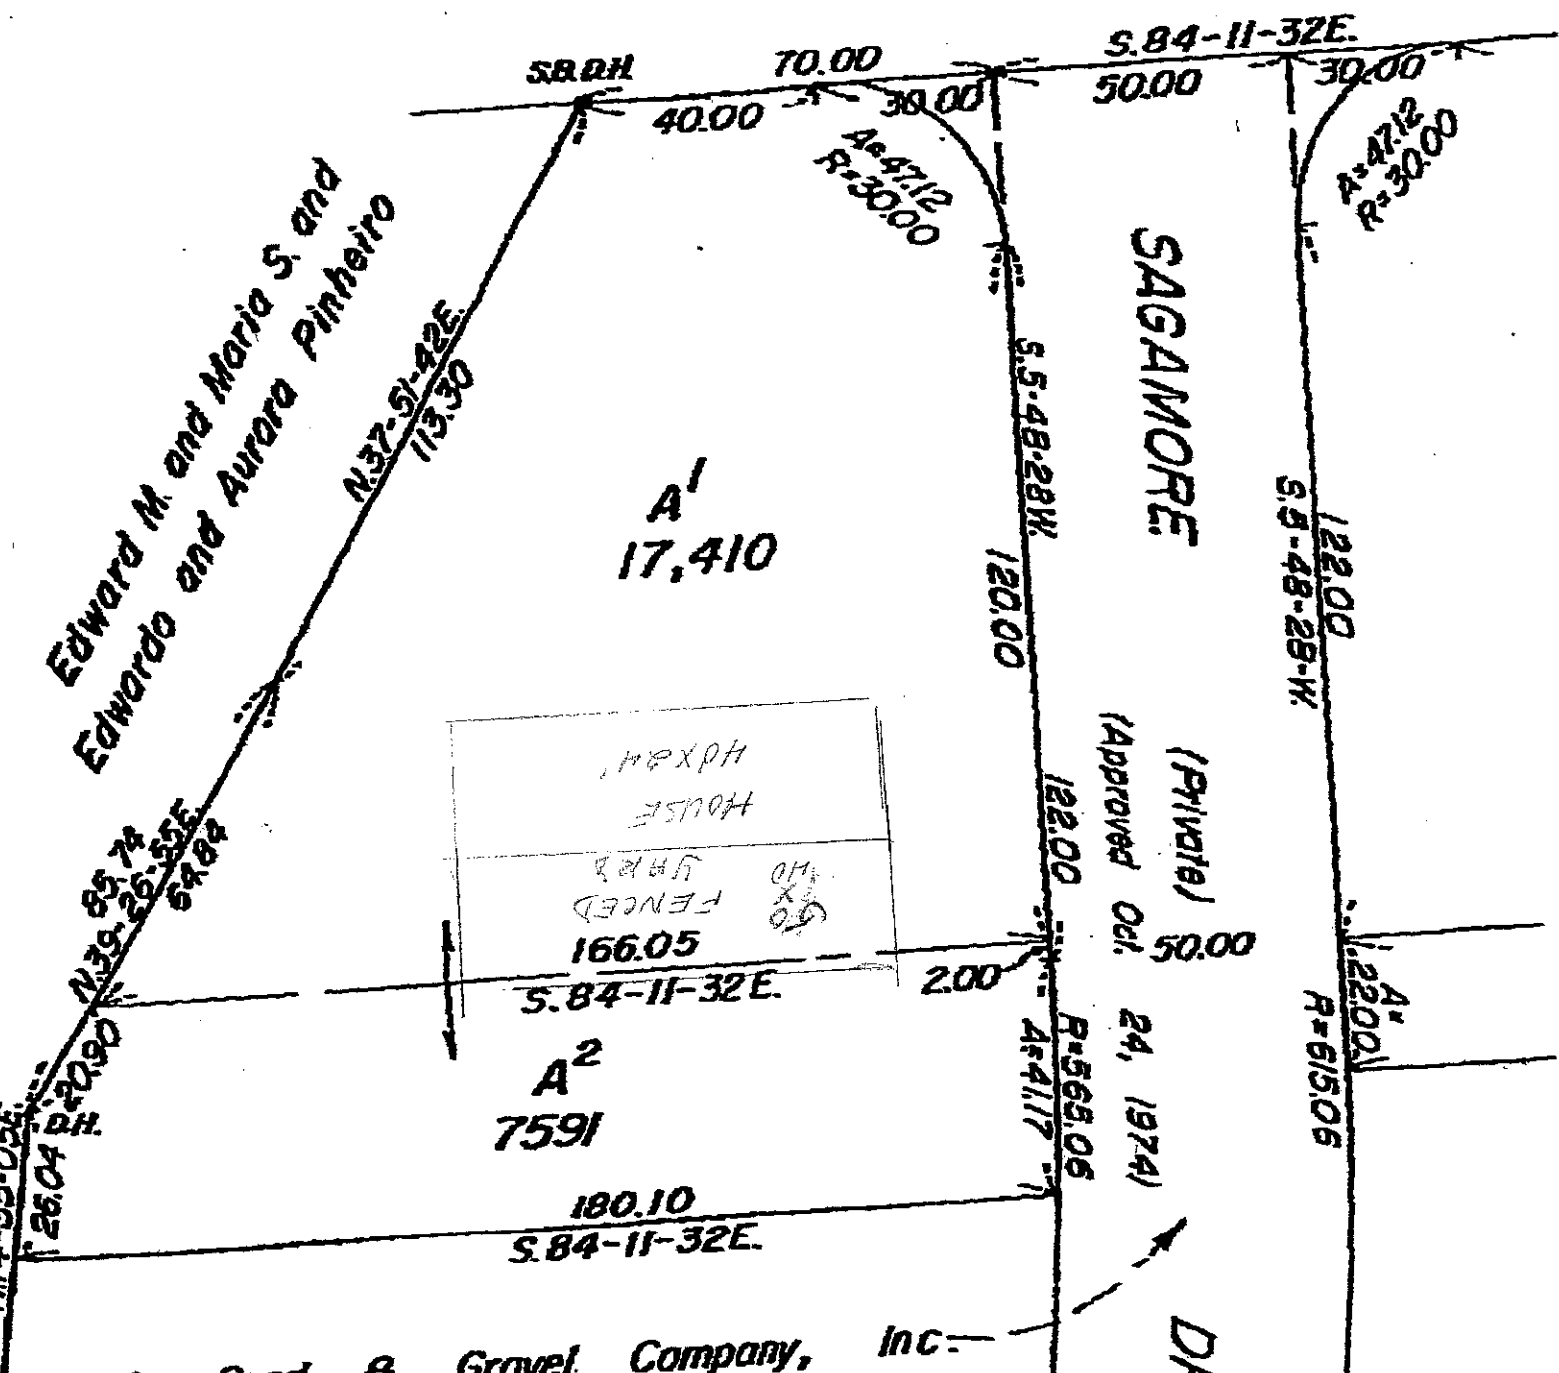 S.84-11-32E.
S.B.D.H
70.00
40.00
30.00
50.00
30.00
A=47.12
R=30.00
A=47.12
R=30.00
Edward M. and Maria S. and
Edwardo and Aurora Pinheiro
N.37-51-42E.
113.30
A1
17,410
S.5-48-28W.
120.00
122.00
SAGAMORE
(Private)
(Approved Oct. 24, 1974)
S.5-48-28-W.
122.00
40X24'
HOUSE
FENCED
YARD
85.74
N.39-26-55E.
64.84
166.05
S.84-11-32E.
2.00
50.00
A=
22.00
R=615.06
R=565.06
A=41.17
20.90
D.H.
26.04
A2
7591
180.10
S.84-11-32E.
& Gravel Company, Inc.